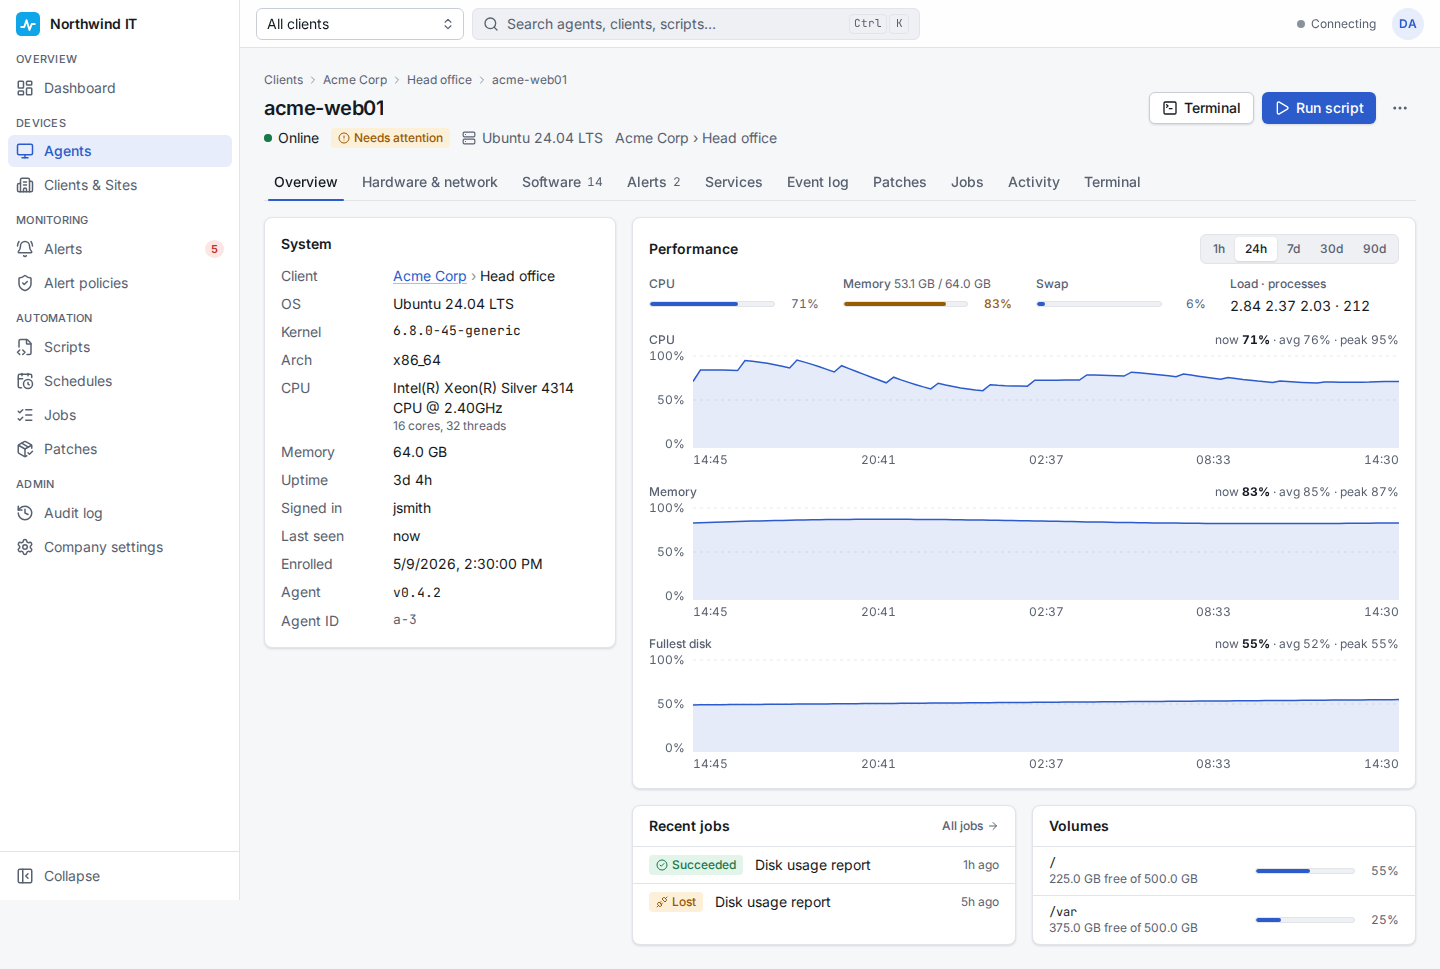 Northwind IT
All clients
Search agents, clients, scripts...
Ctrl K
Connecting
DA
OVERVIEW
Dashboard
DEVICES
Agents
Clients & Sites
MONITORING
Alerts 5
Alert policies
AUTOMATION
Scripts
Schedules
Jobs
Patches
ADMIN
Audit log
Company settings
Collapse
Clients › Acme Corp › Head office › acme-web01
acme-web01
Terminal
Run script
Online
Needs attention
Ubuntu 24.04 LTS
Acme Corp › Head office
Overview Hardware & network Software 14 Alerts 2 Services Event log Patches Jobs Activity Terminal
System
Client Acme Corp › Head office
OS Ubuntu 24.04 LTS
Kernel 6.8.0-45-generic
Arch x86_64
CPU Intel(R) Xeon(R) Silver 4314
CPU @ 2.40GHz
16 cores, 32 threads
Memory 64.0 GB
Uptime 3d 4h
Signed in jsmith
Last seen now
Enrolled 5/9/2026, 2:30:00 PM
Agent v0.4.2
Agent ID a-3
Performance
1h 24h 7d 30d 90d
CPU
71%
Memory 53.1 GB / 64.0 GB
83%
Swap
6%
Load · processes
2.84 2.37 2.03 · 212
CPU
now 71% · avg 76% · peak 95%
100%
50%
0%
14:45 20:41 02:37 08:33 14:30
Memory
now 83% · avg 85% · peak 87%
100%
50%
0%
14:45 20:41 02:37 08:33 14:30
Fullest disk
now 55% · avg 52% · peak 55%
100%
50%
0%
14:45 20:41 02:37 08:33 14:30
Recent jobs
All jobs →
Succeeded Disk usage report 1h ago
Lost Disk usage report 5h ago
Volumes
/
225.0 GB free of 500.0 GB
55%
/var
375.0 GB free of 500.0 GB
25%